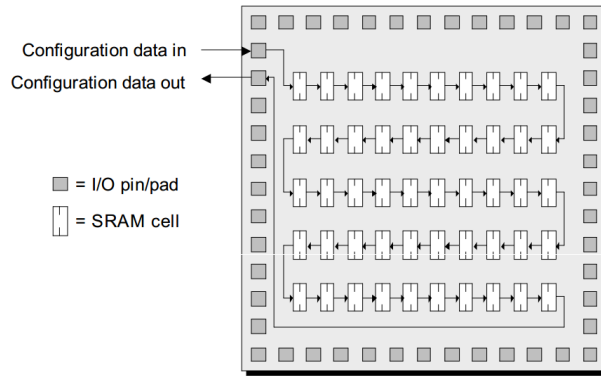 Configuration data in
Configuration data out
= I/O pin/pad
= SRAM cell